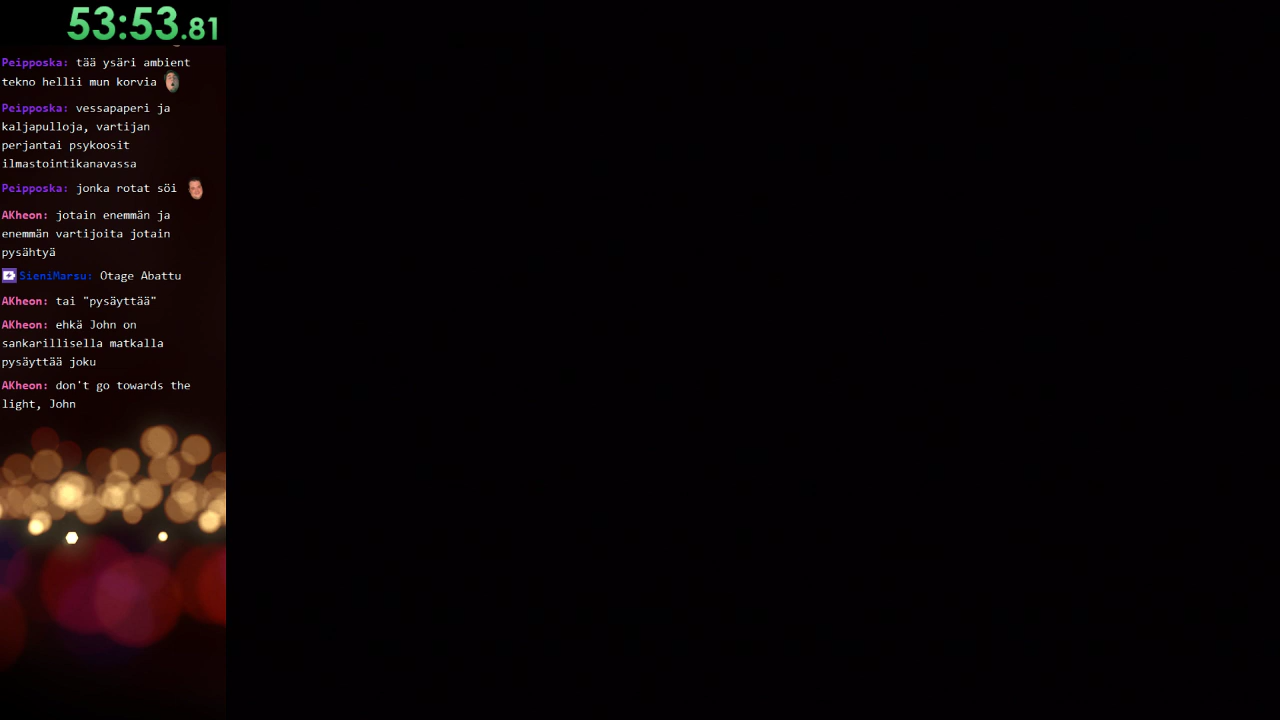 53:53.81
Peipposka: tää ysäri ambient
tekno hellii mun korvia
Peipposka: vessapaperi ja
kaljapulloja, vartijan
perjantai psykoosit
ilmastointikanavassa
Peipposka: jonka rotat söi
AKheon: jotain enemmän ja
enemmän vartijoita jotain
pysähtyä
SieniMarsu: Otage Abattu
AKheon: tai "pysäyttää"
AKheon: ehkä John on
sankarillisella matkalla
pysäyttää joku
AKheon: don't go towards the
light, John